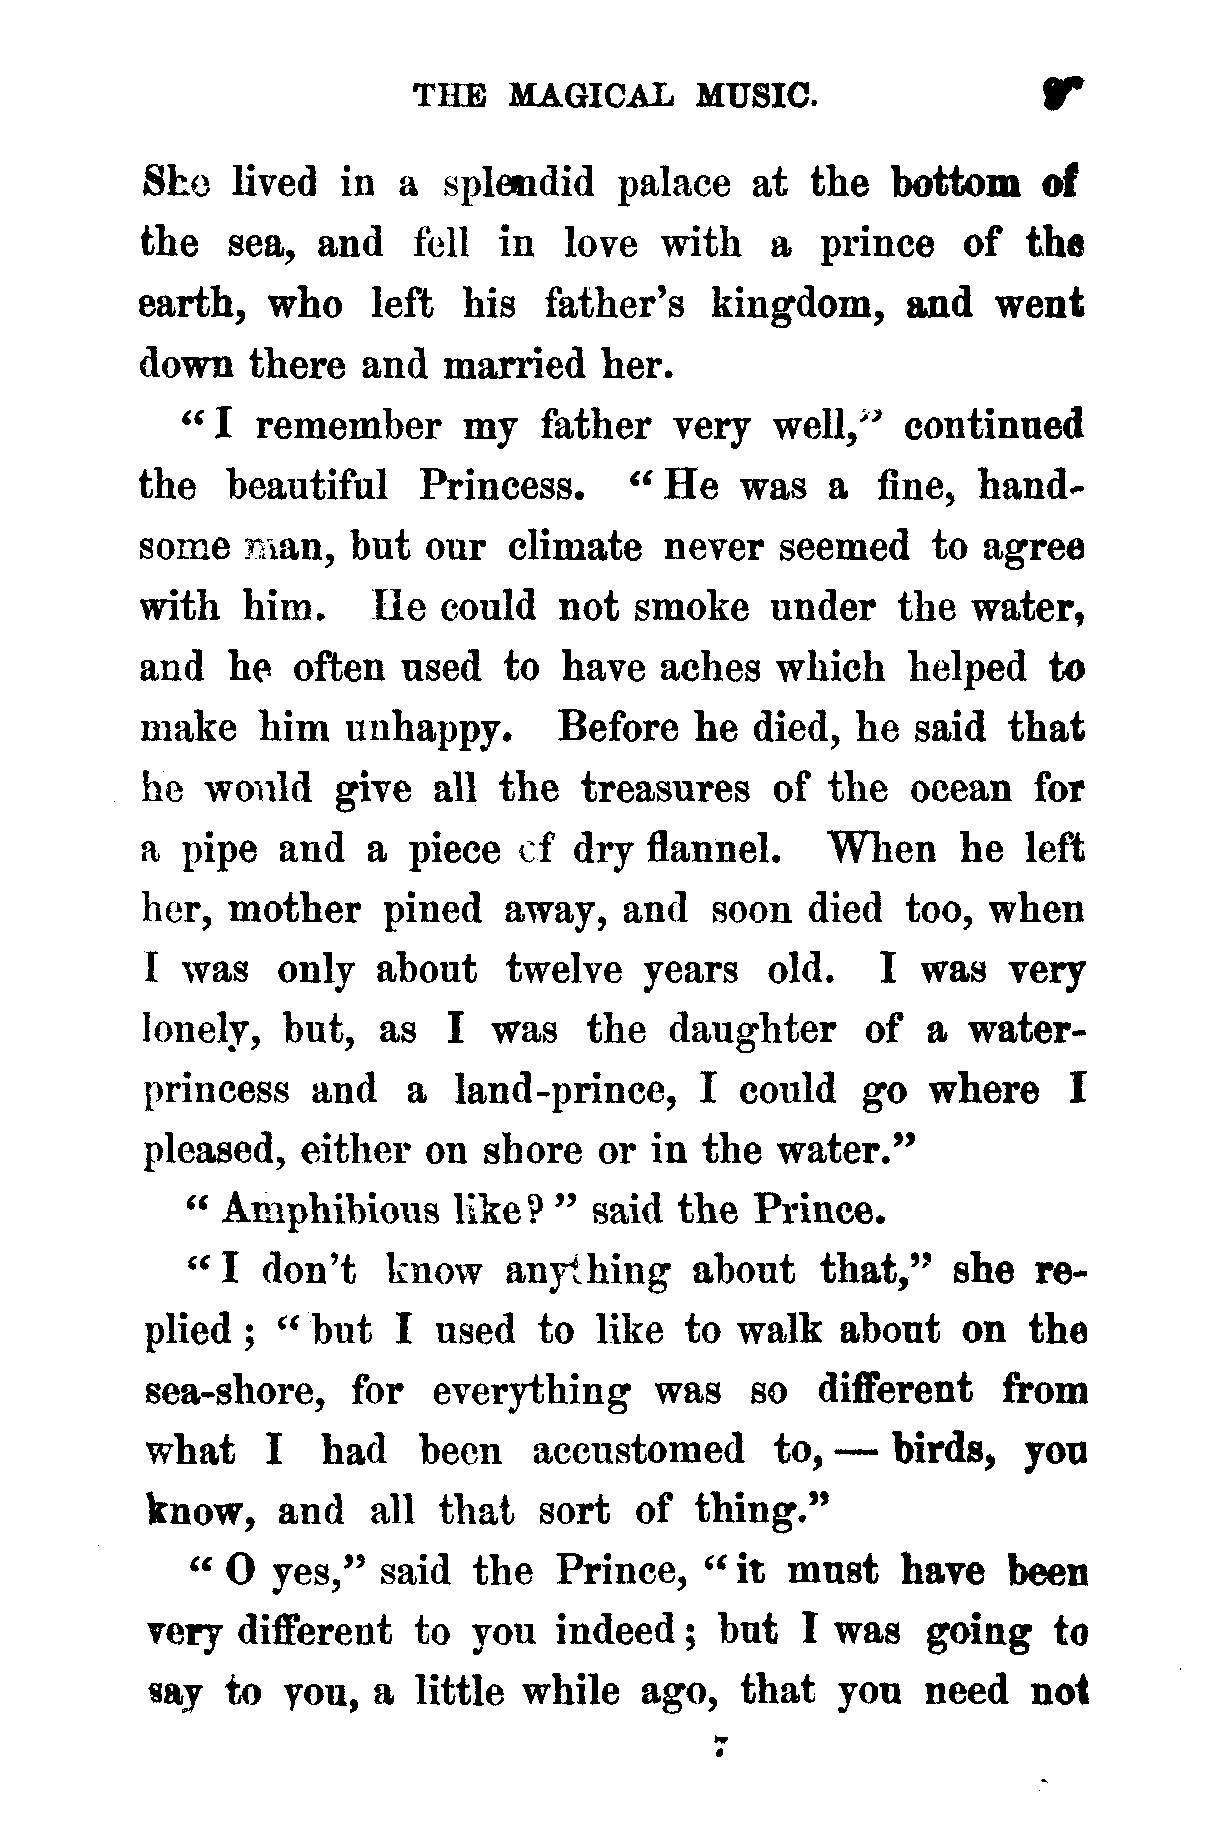 THE MAGICAL MUSIC.
She lived in a splendid palace at the bottom of
the sea, and fell in love with a prince of the
earth, who left his father's kingdom, and went
down there and married her.
"I remember my father very well," continued
the beautiful Princess. "He was a fine, hand-
some man, but our climate never seemed to agree
with him. He could not smoke under the water,
and he often used to have aches which helped to
make him unhappy. Before he died, he said that
he would give all the treasures of the ocean for
a pipe and a piece of dry flannel. When he left
her, mother pined away, and soon died too, when
I was only about twelve years old. I was very
lonely, but, as I was the daughter of a water-
princess and a land-prince, I could go where I
pleased, either on shore or in the water."
"Amphibious like?" said the Prince.
"I don't know anything about that," she re-
plied; "but I used to like to walk about on the
sea-shore, for everything was so different from
what I had been accustomed to, — birds, you
know, and all that sort of thing."
"O yes," said the Prince, "it must have been
very different to you indeed; but I was going to
say to you, a little while ago, that you need not